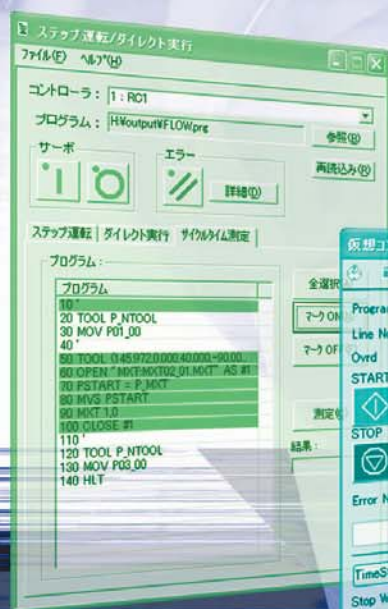 ステップ運転/ダイレクト実行
ファイル(F) ヘルプ(H)
コントローラ: 1 : RC1
プログラム: H:¥output¥FLOW.prg
参照(B)
サーボ
エラー
再読込み(R)
詳細(D)
ステップ運転 ダイレクト実行 サイクルタイム測定
プログラム:
全選択
プログラム
10 '
20 TOOL P_NTOOL
30 MOV P01_00
40 '
50 TOOL (345.972,0.000,40.000,-90.00
60 OPEN "MXT:MXT02_01.MXT" AS #1
70 PSTART = P_MXT
80 MVS PSTART
90 MXT 1,0
100 CLOSE #1
110 '
120 TOOL P_NTOOL
130 MOV P03_00
140 HLT
マーク ON
マーク OFF
測定
結果:
仮想コ
Program
Line N
Ovrd
START
STOP
Error N
TimeS
Stop W